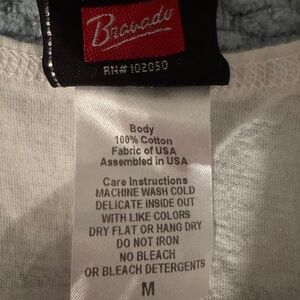 Bravado
RN#102050
Body
100% Cotton
Fabric of USA
Assembled in USA
Care Instructions
MACHINE WASH COLD
DELICATE INSIDE OUT
WITH LIKE COLORS
DRY FLAT OR HANG DRY
DO NOT IRON
NO BLEACH
OR BLEACH DETERGENTS
M